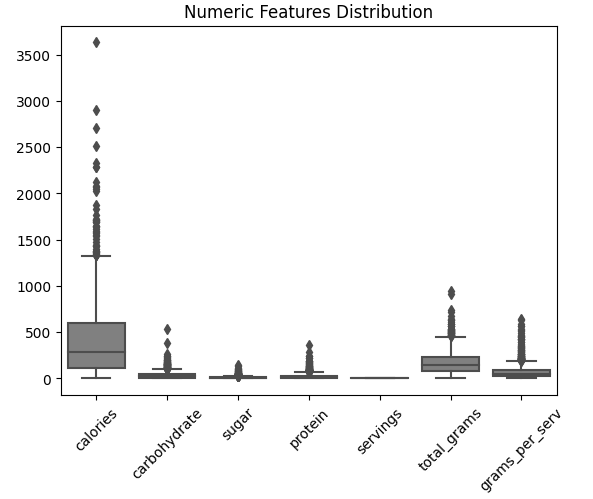 Numeric Features Distribution
3500
3000
2500
2000
1500
1000
500
0
calories
carbohydrate
sugar
protein
servings
total_grams
grams_per_serv